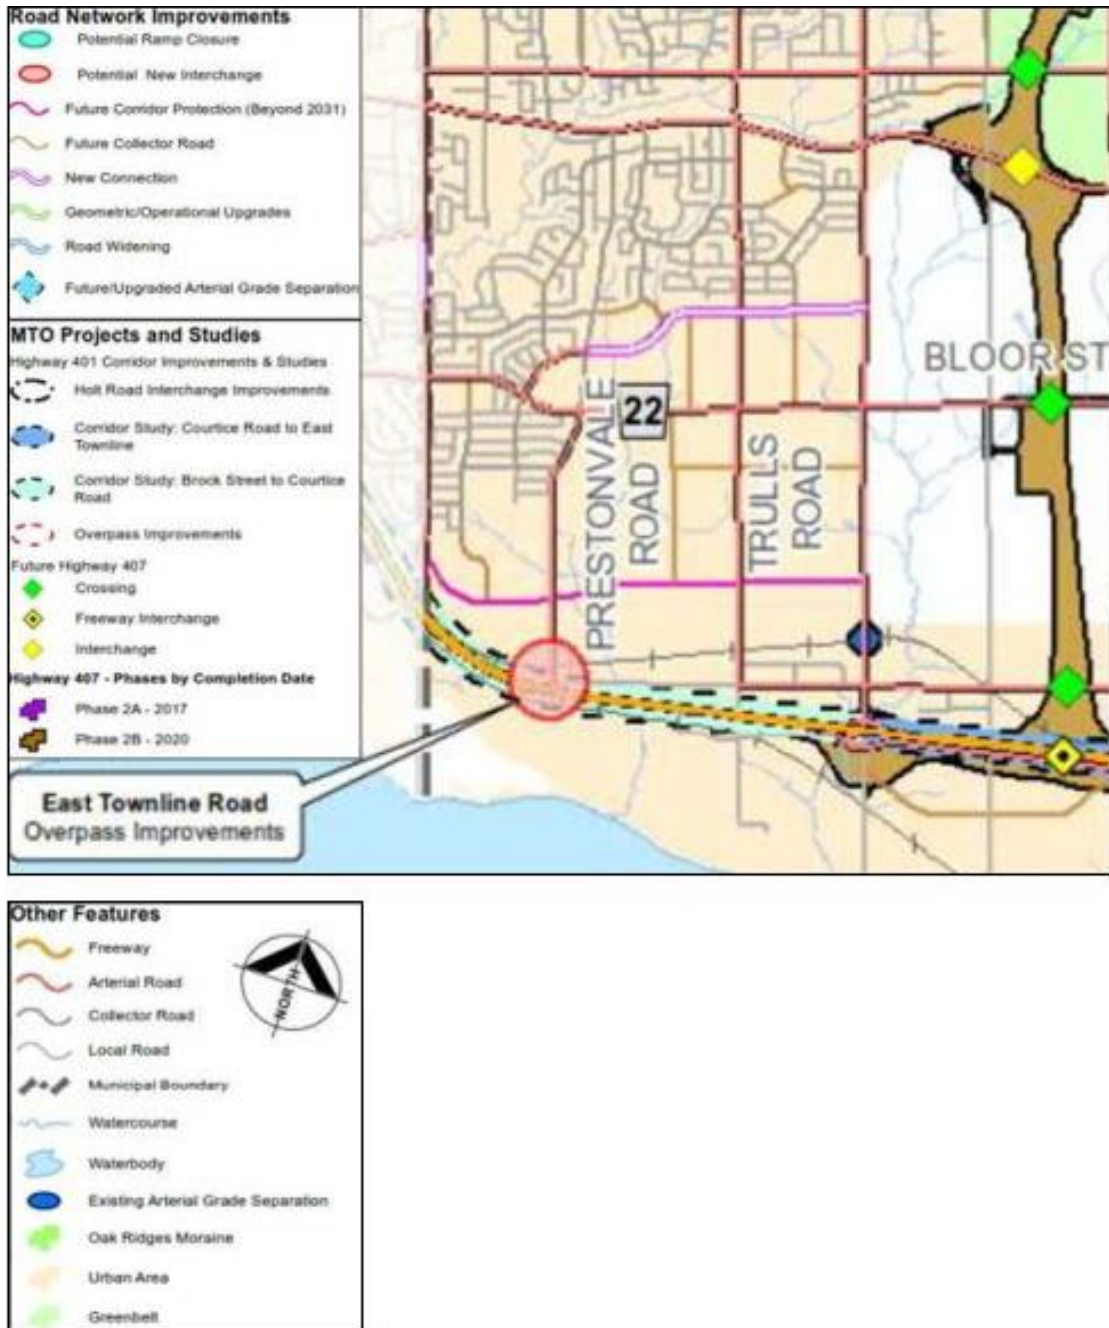 Road Network Improvements
Potential Ramp Closure
Potential New Interchange
Future Corridor Protection (Beyond 2031)
Future Collector Road
New Connection
Geometric/Operational Upgrades
Road Widening
Future/Upgraded Arterial Grade Separation
MTO Projects and Studies
Highway 401 Corridor Improvements & Studies
Holt Road Interchange Improvements
Corridor Study: Courtice Road to East
Townline
Corridor Study: Brock Street to Courtice
Road
Overpass Improvements
Future Highway 407
Crossing
Freeway Interchange
Interchange
Highway 407 - Phases by Completion Date
Phase 2A - 2017
Phase 2B - 2020
BLOOR ST
22
PRESTONVALE
ROAD
TRULLS
ROAD
East Townline Road
Overpass Improvements
Other Features
Freeway
Arterial Road
Collector Road
Local Road
Municipal Boundary
Watercourse
Waterbody
Existing Arterial Grade Separation
Oak Ridges Moraine
Urban Area
Greenbelt
NORTH